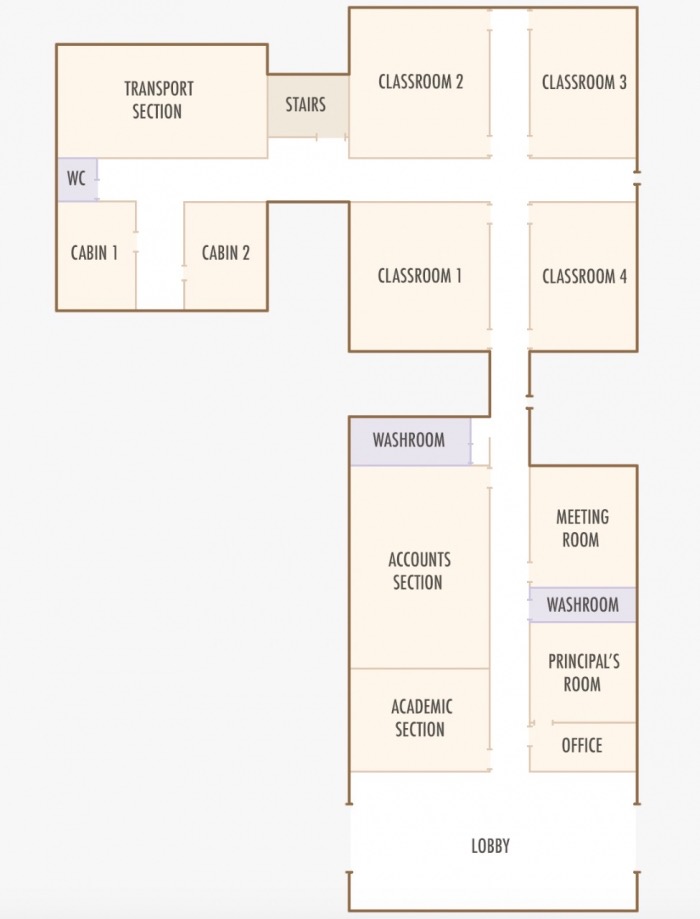 TRANSPORT
SECTION
STAIRS
CLASSROOM 2
CLASSROOM 3
WC
CABIN 1
CABIN 2
CLASSROOM 1
CLASSROOM 4
WASHROOM
MEETING
ROOM
ACCOUNTS
SECTION
WASHROOM
PRINCIPAL'S
ROOM
ACADEMIC
SECTION
OFFICE
LOBBY